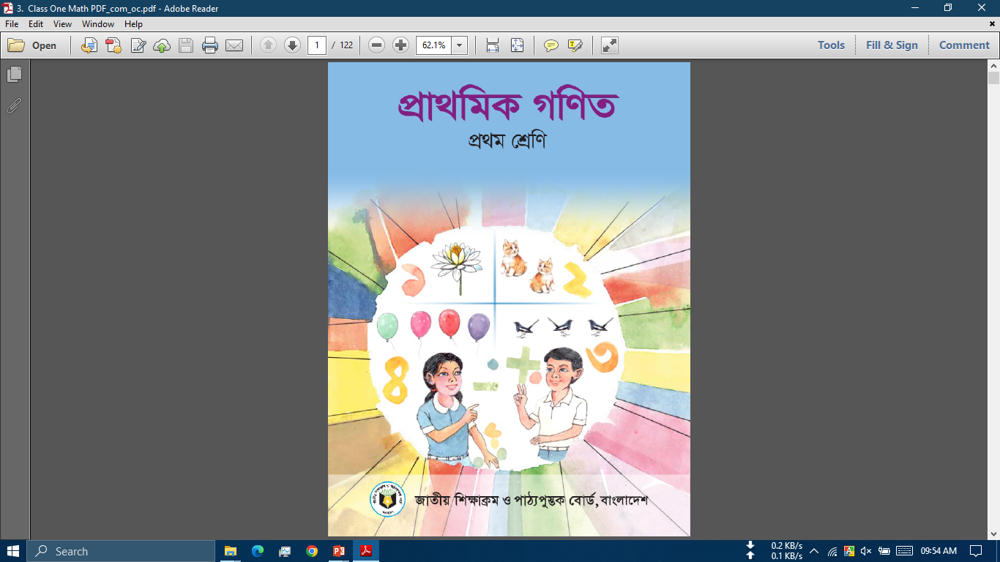 3. Class One Math PDF_com_oc.pdf - Adobe Reader
File Edit View Window Help
Open 1 / 122 62.1% Tools Fill & Sign Comment
প্রাথমিক গণিত
প্রথম শ্রেণি
১ ২
৩
৪
জাতীয় শিক্ষাক্রম ও পাঠ্যপুস্তক বোর্ড, বাংলাদেশ
Search
0.2 KB/s
0.1 KB/s
09:54 AM